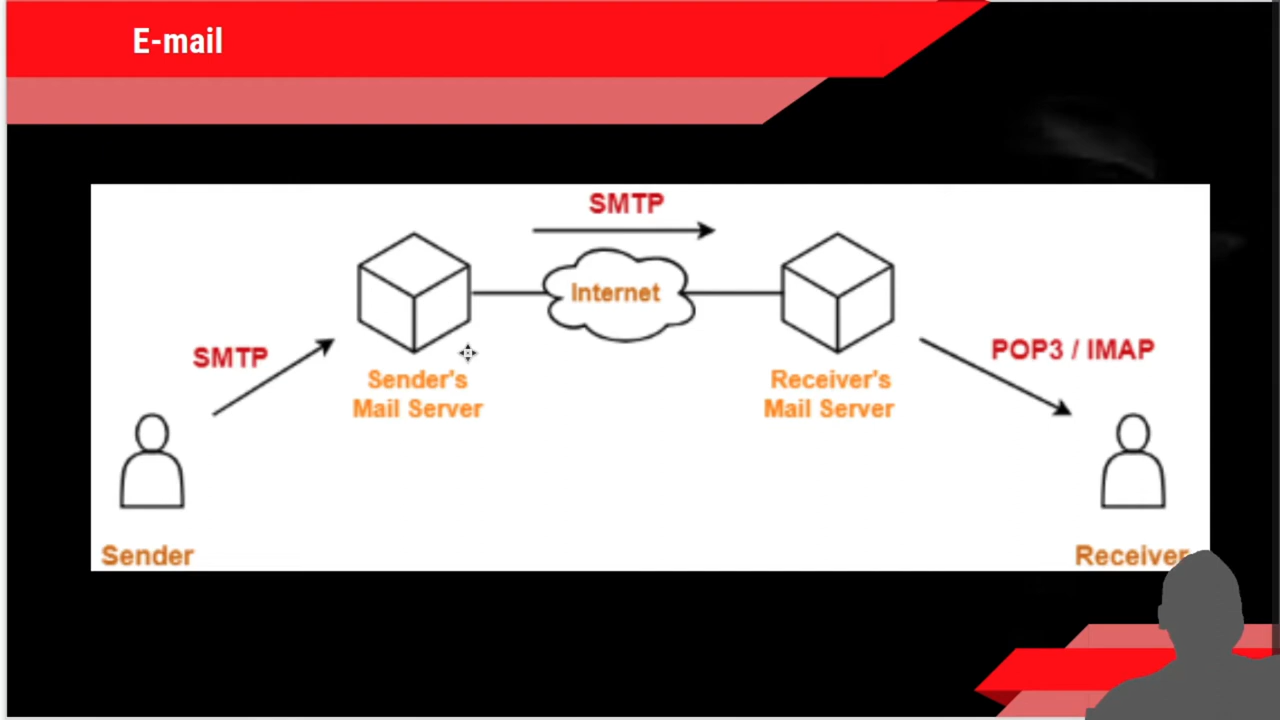 E-mail
SMTP
Internet
SMTP
POP3 / IMAP
Sender's
Mail Server
Receiver's
Mail Server
Sender
Receiver